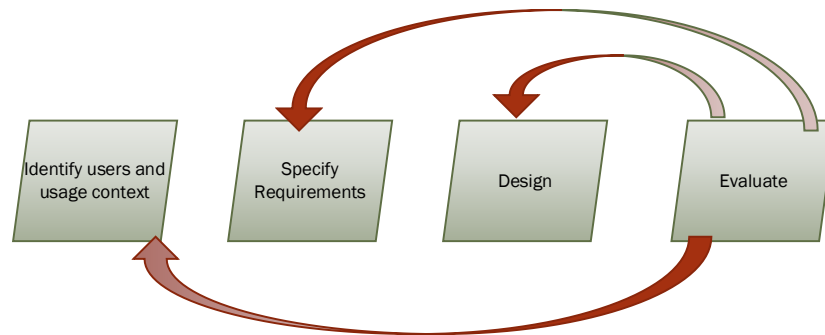 Identify users and
usage context
Specify
Requirements
Design
Evaluate